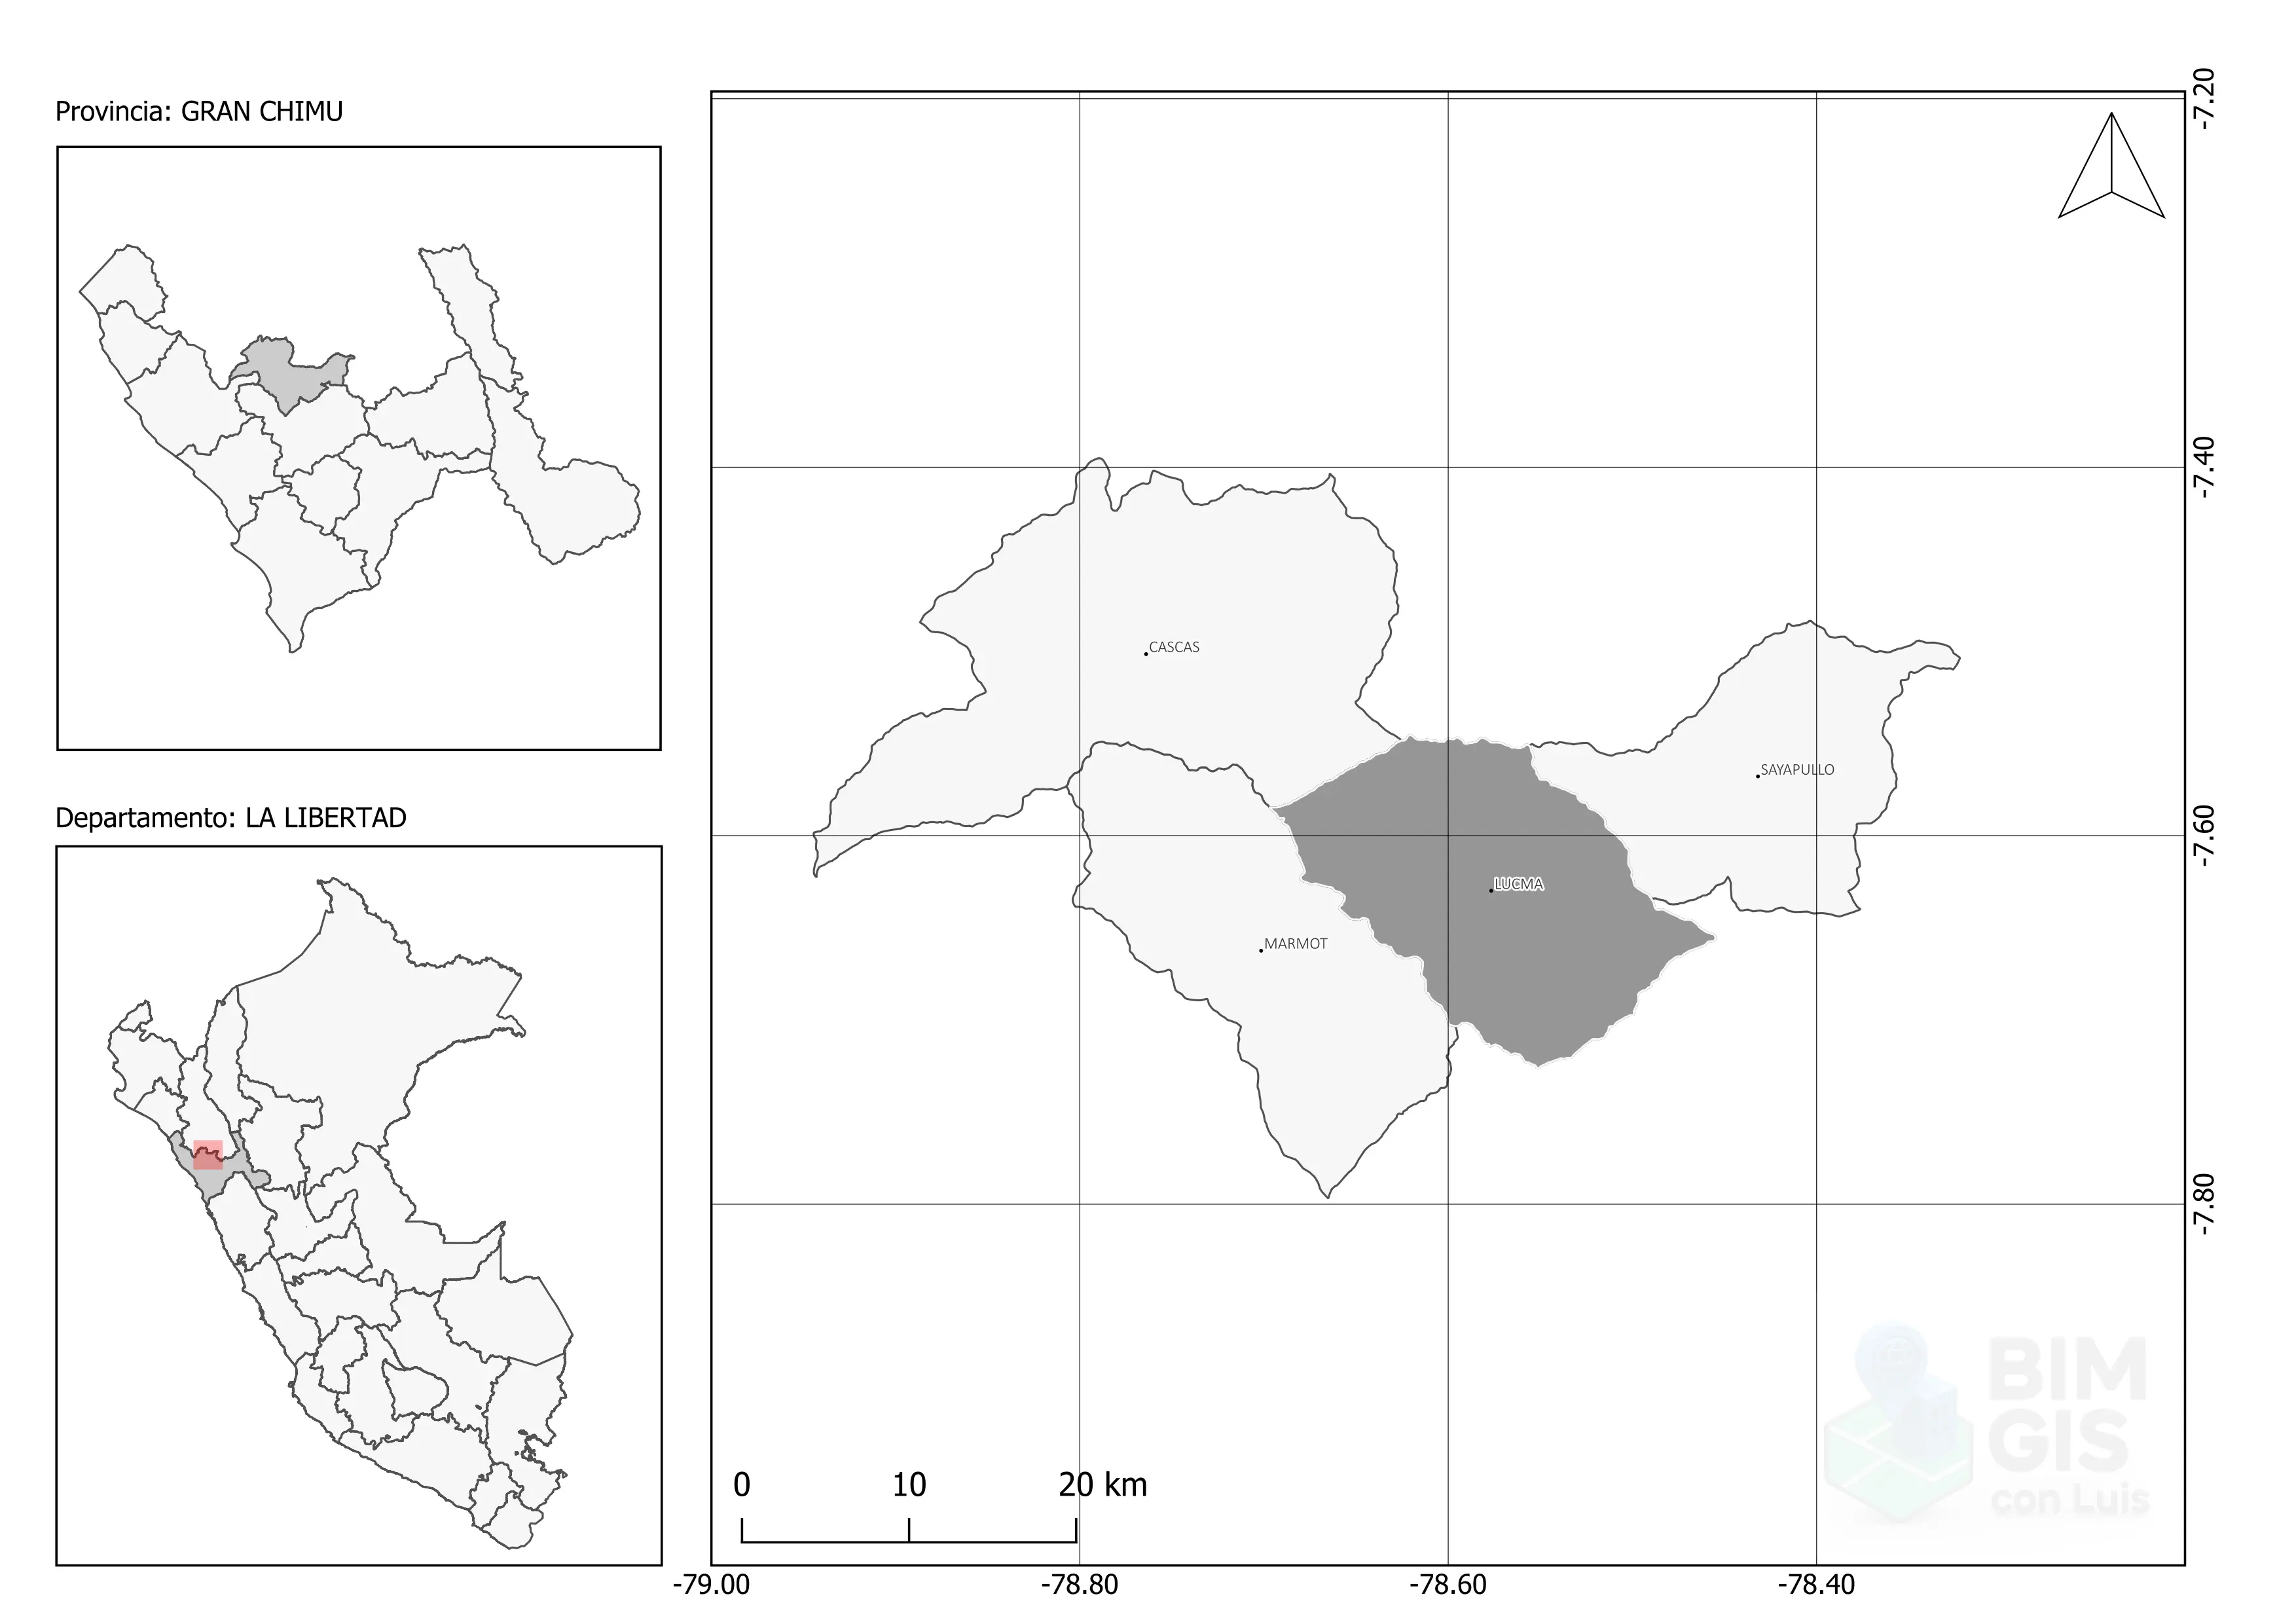 Provincia: GRAN CHIMU
Departamento: LA LIBERTAD
-7.20
-7.40
-7.60
-7.80
CASCAS
SAYAPULLO
LUCMA
MARMOT
0 10 20 km
-79.00 -78.80 -78.60 -78.40
BIM
GIS
con Luis